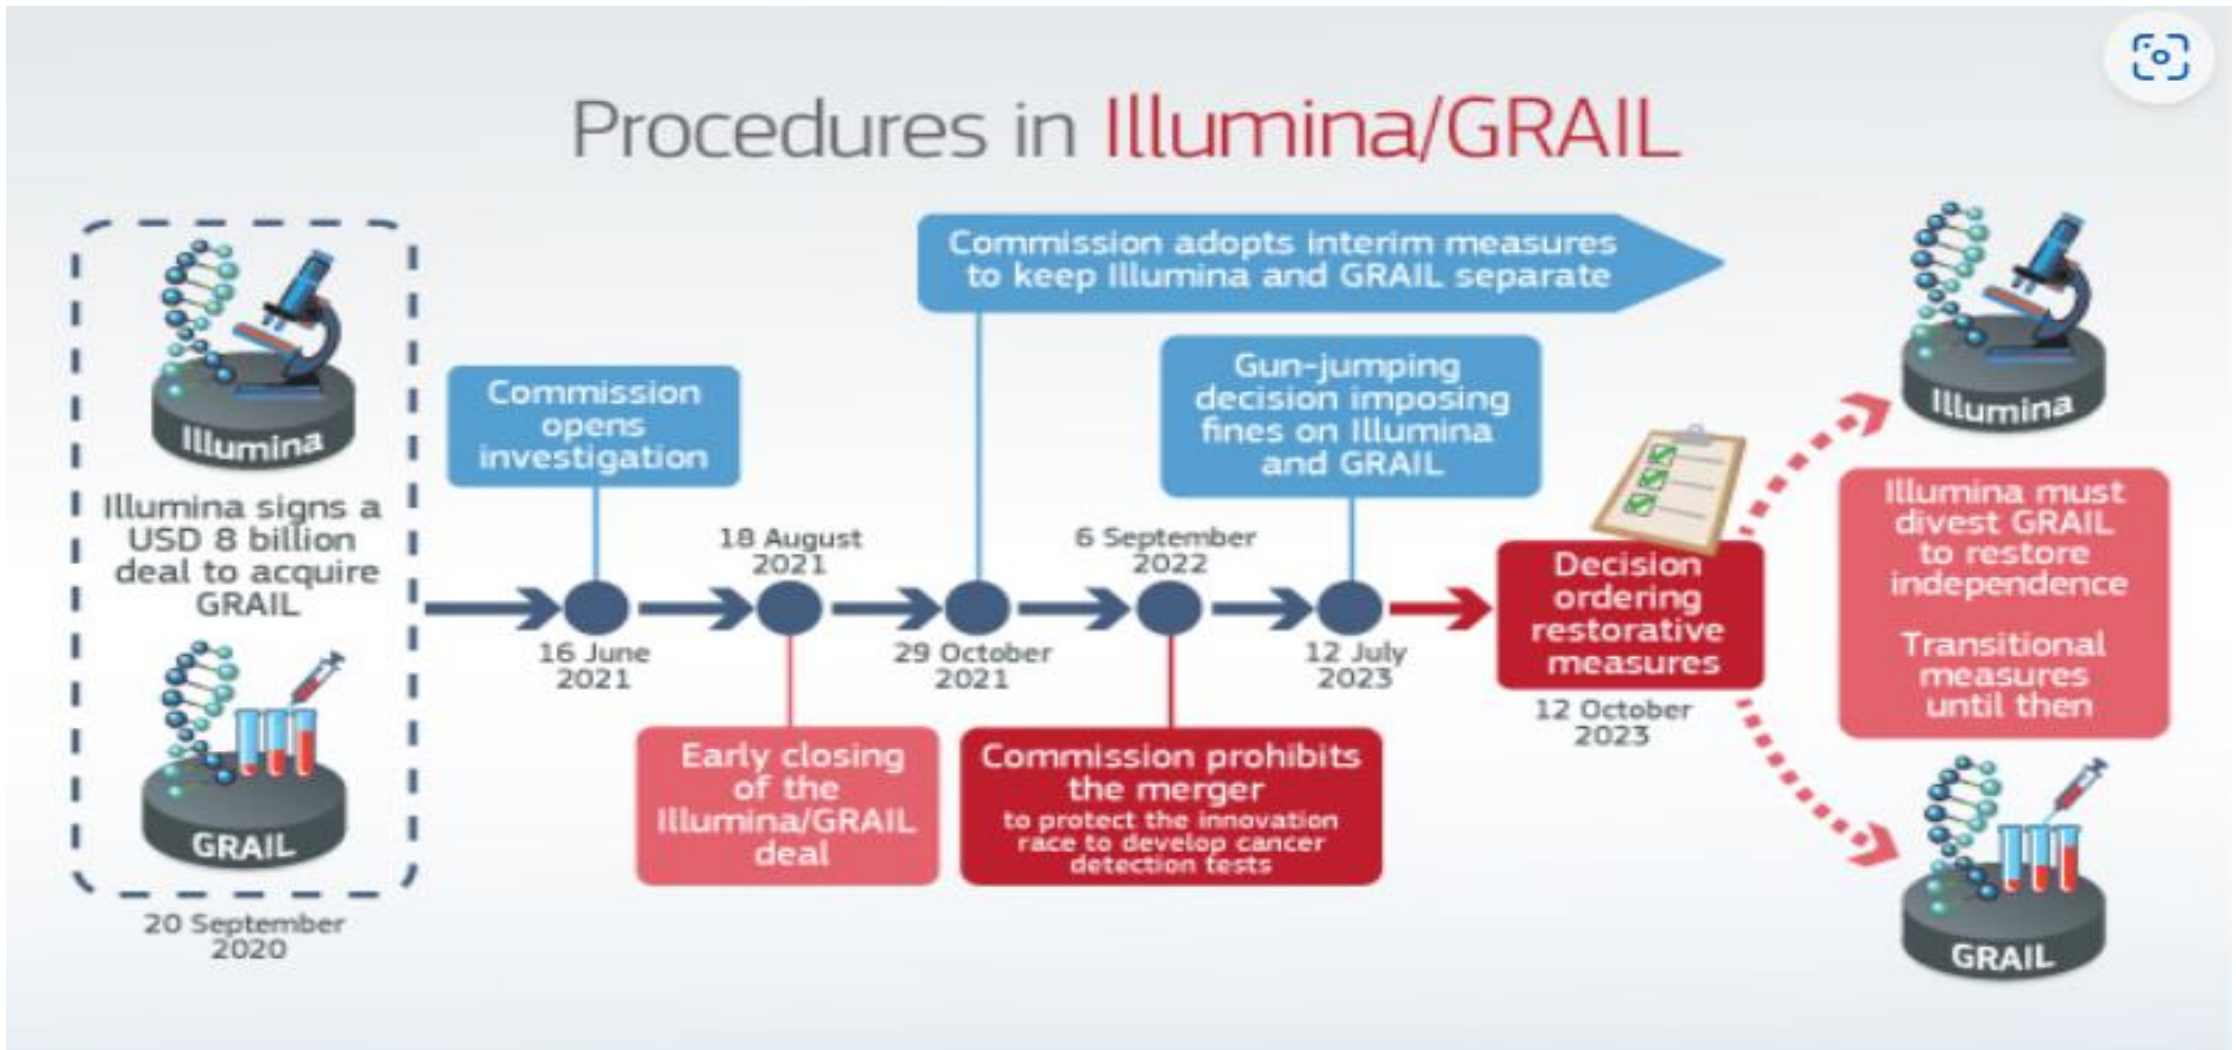 Procedures in Illumina/GRAIL
Illumina
Illumina signs a
USD 8 billion
deal to acquire
GRAIL
GRAIL
20 September
2020
Commission
opens
investigation
16 June
2021
18 August
2021
Early closing
of the
Illumina/GRAIL
deal
Commission adopts interim measures
to keep Illumina and GRAIL separate
29 October
2021
6 September
2022
Commission prohibits
the merger
to protect the innovation
race to develop cancer
detection tests
Gun-jumping
decision imposing
fines on Illumina
and GRAIL
12 July
2023
Decision
ordering
restorative
measures
12 October
2023
Illumina
Illumina must
divest GRAIL
to restore
independence
Transitional
measures
until then
GRAIL